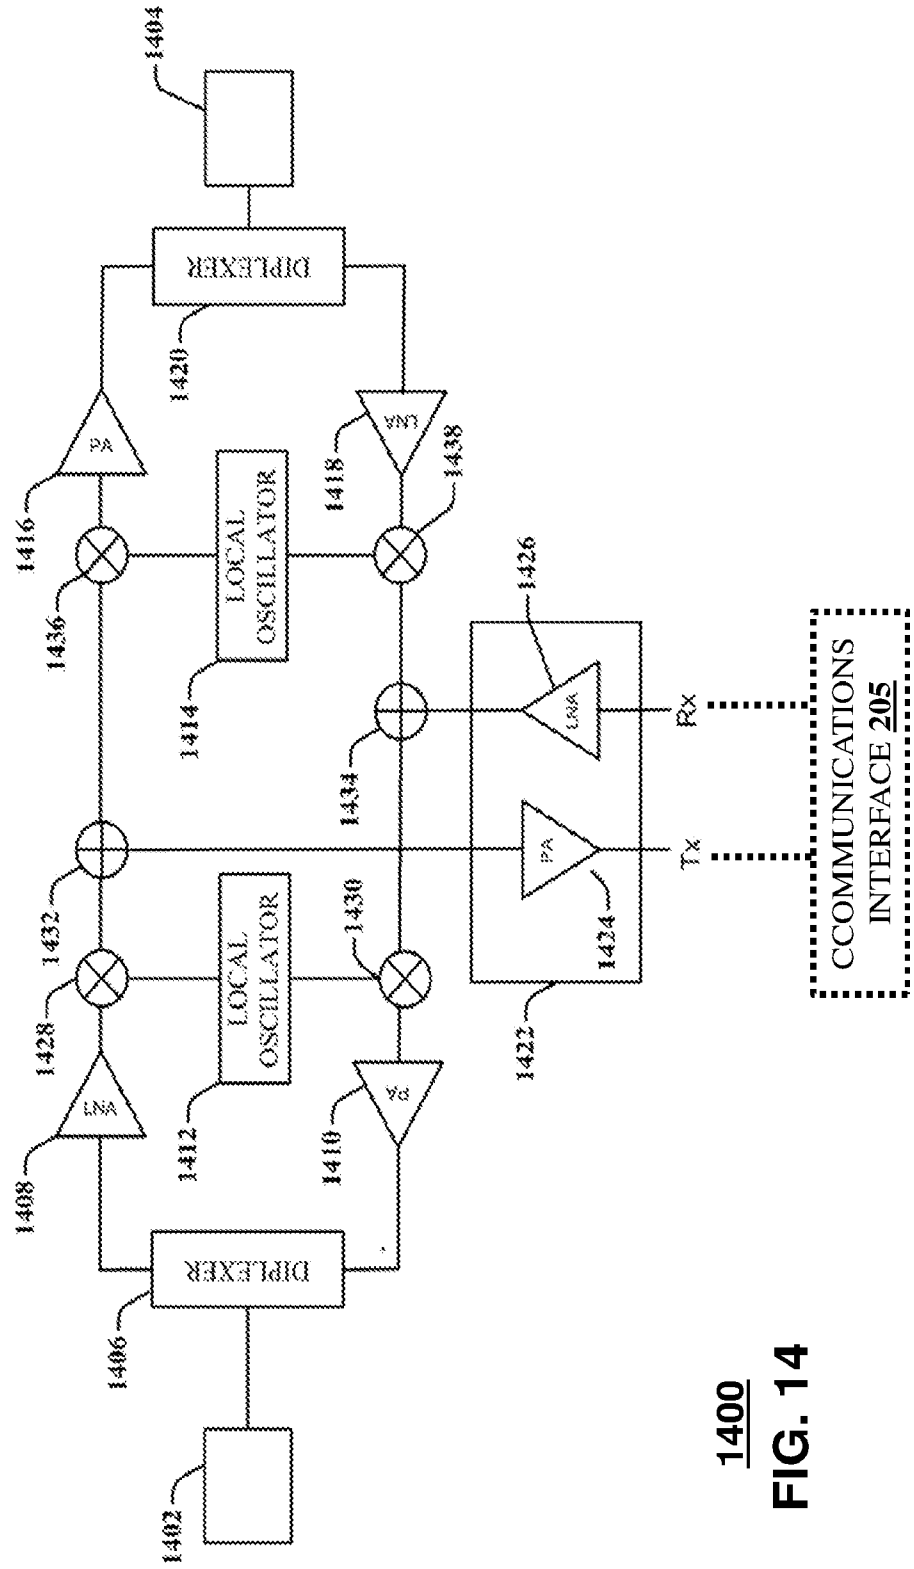 1404
DIPLEXER
1420
PA
1416
LNA
1418
1438
1436
LOCAL
OSCILLATOR
1414
1426
LNA
1434
Rx
1432
PA
1424
Tx
1428
LOCAL
OSCILLATOR
1430
1412
1422
LNA
1408
PA
1410
DIPLEXER
1406
1402
CCOMMUNICATIONS
INTERFACE 205
1400
FIG. 14